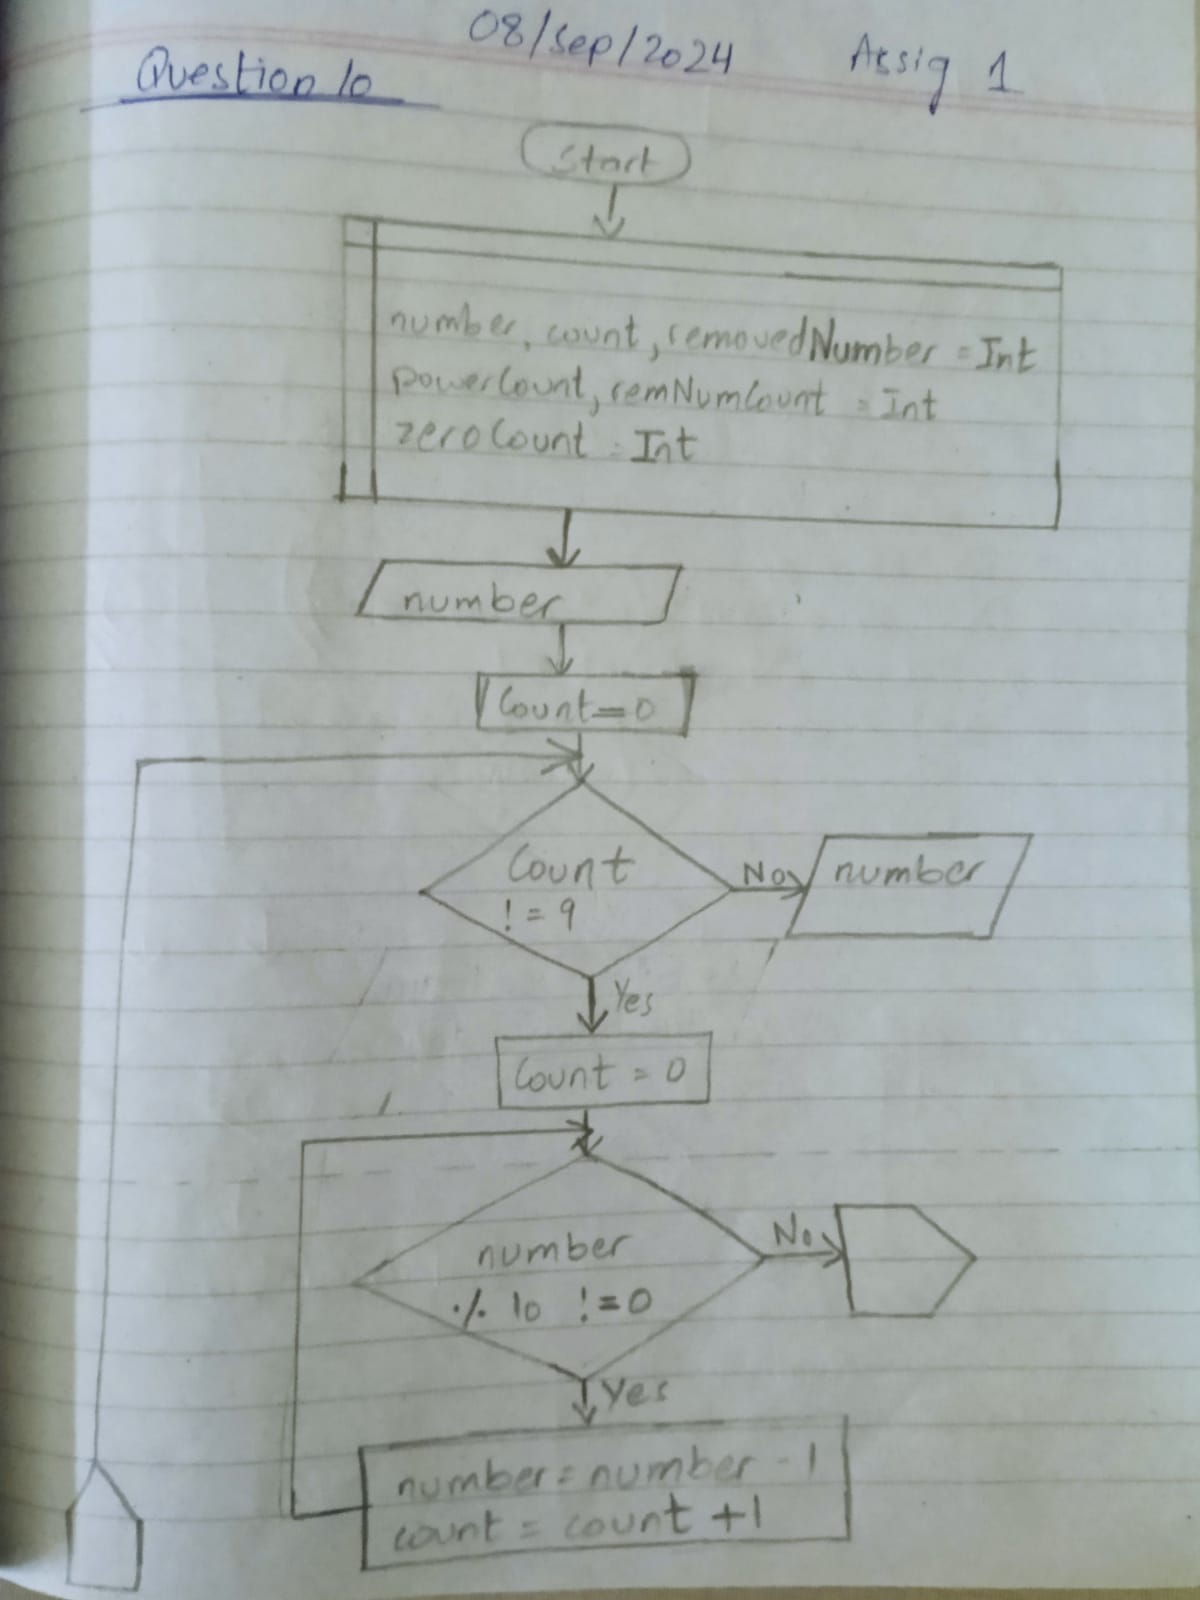 08/Sep/2024
Assig 1
Question 10
Start
number, count, removedNumber = Int
powerCount, remNumCount = Int
zeroCount = Int
number
Count=0
Count
!= 9
No
number
Yes
Count = 0
number
% 10 != 0
No
Yes
number = number - 1
count = count +1